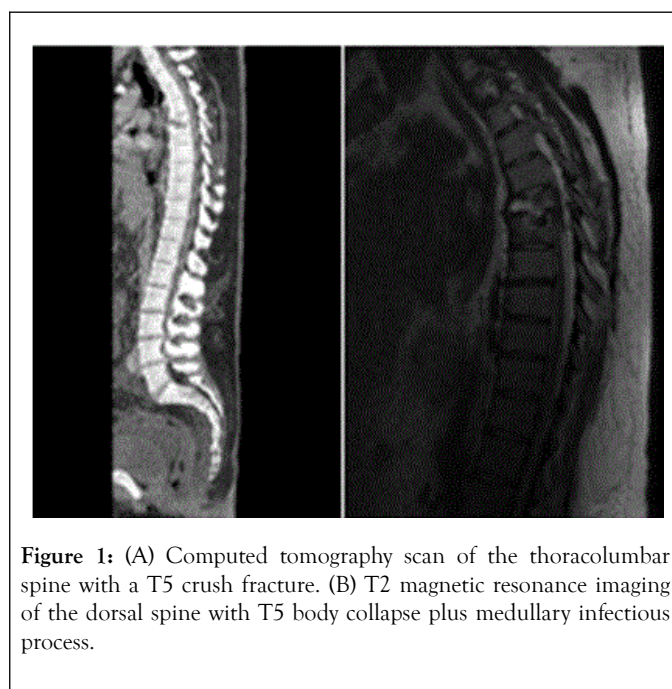 Figure 1: (A) Computed tomography scan of the thoracolumbar
spine with a T5 crush fracture. (B) T2 magnetic resonance imaging
of the dorsal spine with T5 body collapse plus medullary infectious
process.